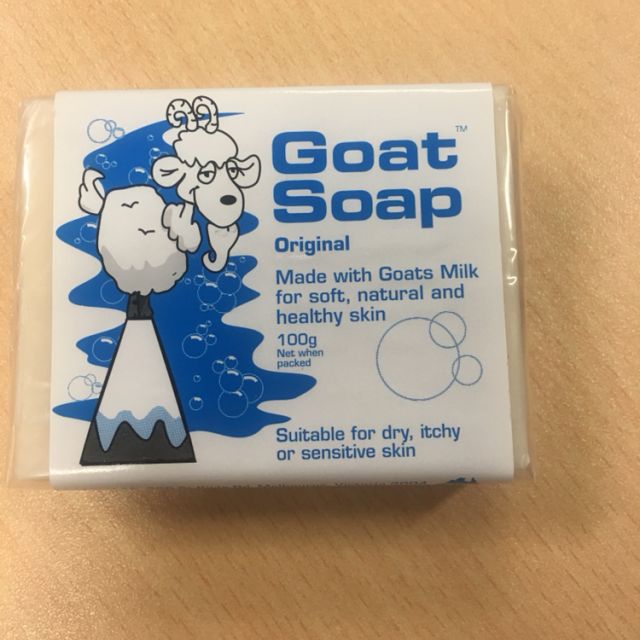 Goat™
Soap
Original
Made with Goats Milk
for soft, natural and
healthy skin
100g
Net when
packed
Suitable for dry, itchy
or sensitive skin